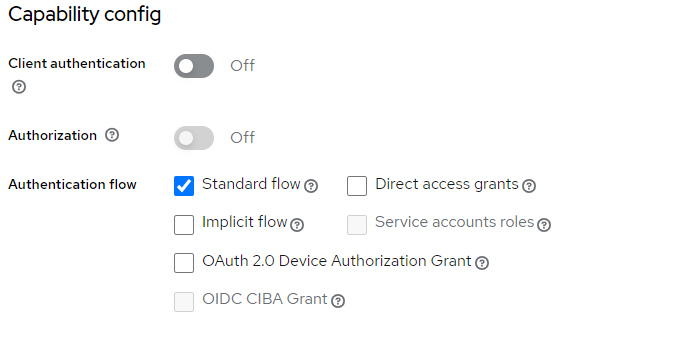 Capability config
Client authentication
Off
Authorization
Off
Authentication flow
Standard flow
Direct access grants
Implicit flow
Service accounts roles
OAuth 2.0 Device Authorization Grant
OIDC CIBA Grant